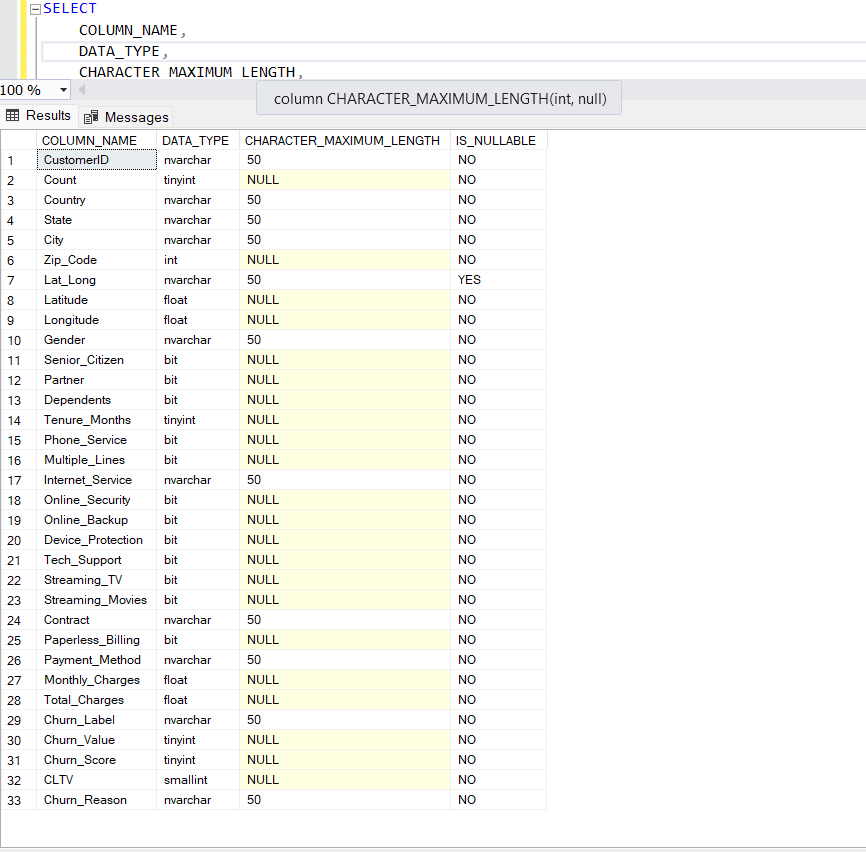 SELECT
COLUMN_NAME,
DATA_TYPE,
CHARACTER_MAXIMUM_LENGTH,
100 %
column CHARACTER_MAXIMUM_LENGTH(int, null)
Results Messages
COLUMN_NAME DATA_TYPE CHARACTER_MAXIMUM_LENGTH IS_NULLABLE
1 CustomerID nvarchar 50 NO
2 Count tinyint NULL NO
3 Country nvarchar 50 NO
4 State nvarchar 50 NO
5 City nvarchar 50 NO
6 Zip_Code int NULL NO
7 Lat_Long nvarchar 50 YES
8 Latitude float NULL NO
9 Longitude float NULL NO
10 Gender nvarchar 50 NO
11 Senior_Citizen bit NULL NO
12 Partner bit NULL NO
13 Dependents bit NULL NO
14 Tenure_Months tinyint NULL NO
15 Phone_Service bit NULL NO
16 Multiple_Lines bit NULL NO
17 Internet_Service nvarchar 50 NO
18 Online_Security bit NULL NO
19 Online_Backup bit NULL NO
20 Device_Protection bit NULL NO
21 Tech_Support bit NULL NO
22 Streaming_TV bit NULL NO
23 Streaming_Movies bit NULL NO
24 Contract nvarchar 50 NO
25 Paperless_Billing bit NULL NO
26 Payment_Method nvarchar 50 NO
27 Monthly_Charges float NULL NO
28 Total_Charges float NULL NO
29 Churn_Label nvarchar 50 NO
30 Churn_Value tinyint NULL NO
31 Churn_Score tinyint NULL NO
32 CLTV smallint NULL NO
33 Churn_Reason nvarchar 50 NO